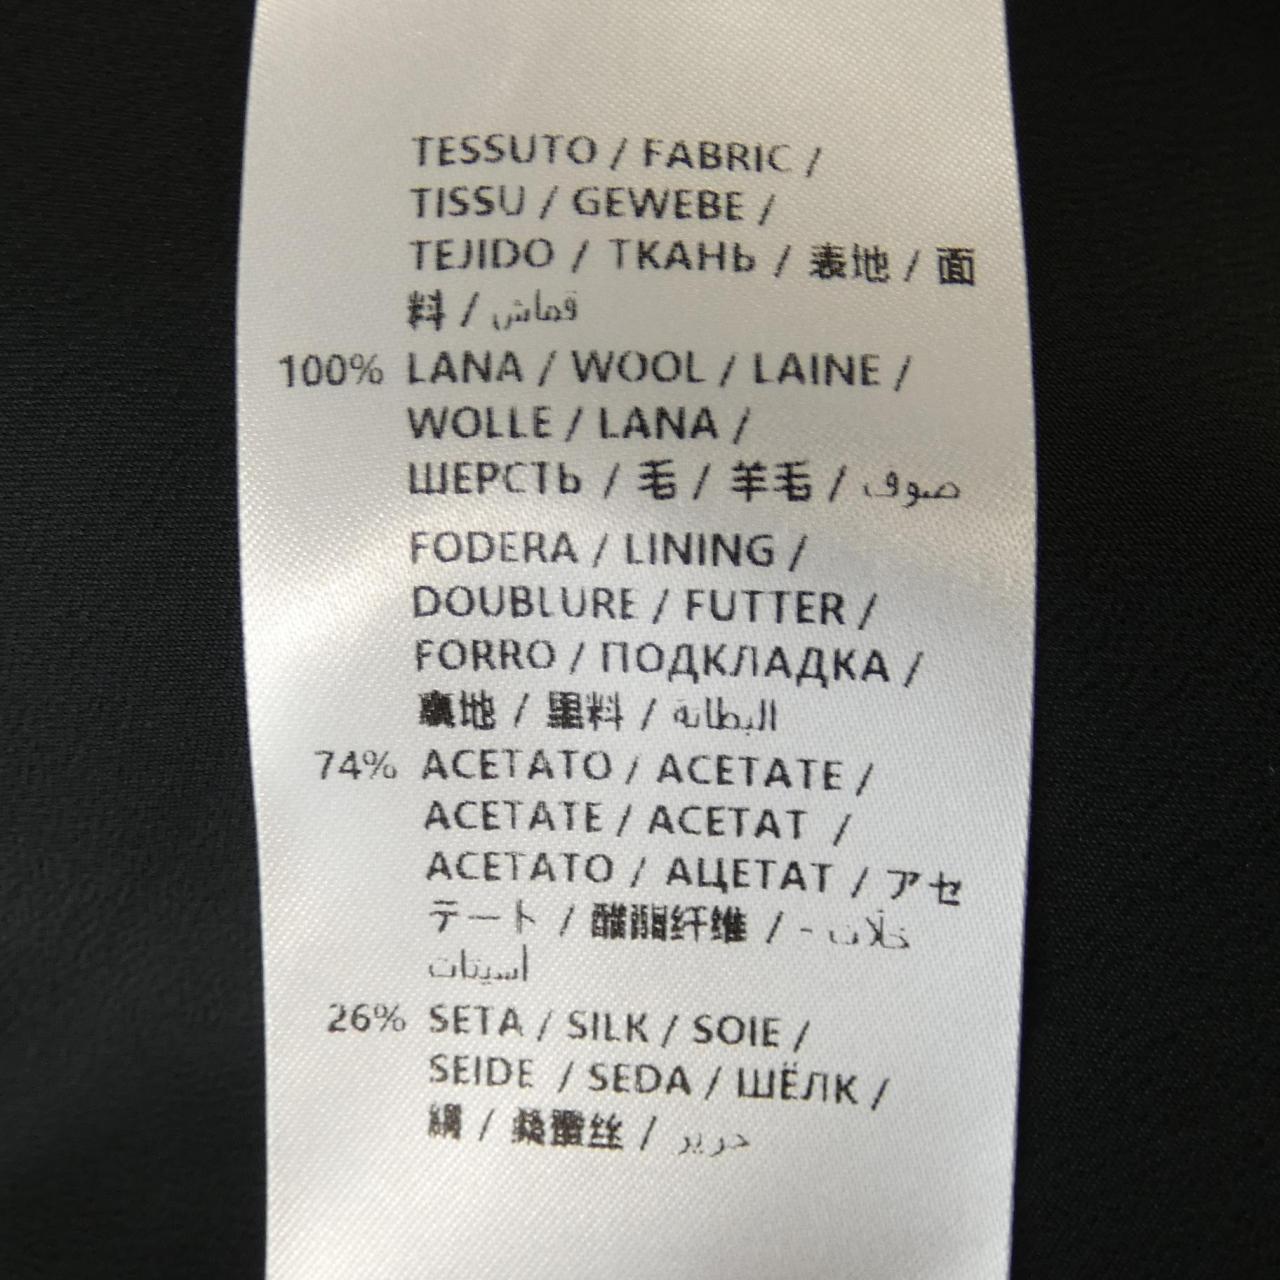 TESSUTO / FABRIC /
TISSU / GEWEBE /
TEJIDO / ТКАНЬ / 表地 / 面
料 / قماش
100% LANA / WOOL / LAINE /
WOLLE / LANA /
ШЕРСТЬ / 毛 / 羊毛 / صوف
FODERA / LINING /
DOUBLURE / FUTTER /
FORRO / ПОДКЛАДКА /
裏地 / 里料 / البطانة
74% ACETATO / ACETATE /
ACETATE / ACETAT /
ACETATO / АЦЕТАТ / アセ
テート / 醋酯纤维 / - خلات
أسيتات
26% SETA / SILK / SOIE /
SEIDE / SEDA / ШЁЛК /
絹 / 桑蚕丝 / حرير